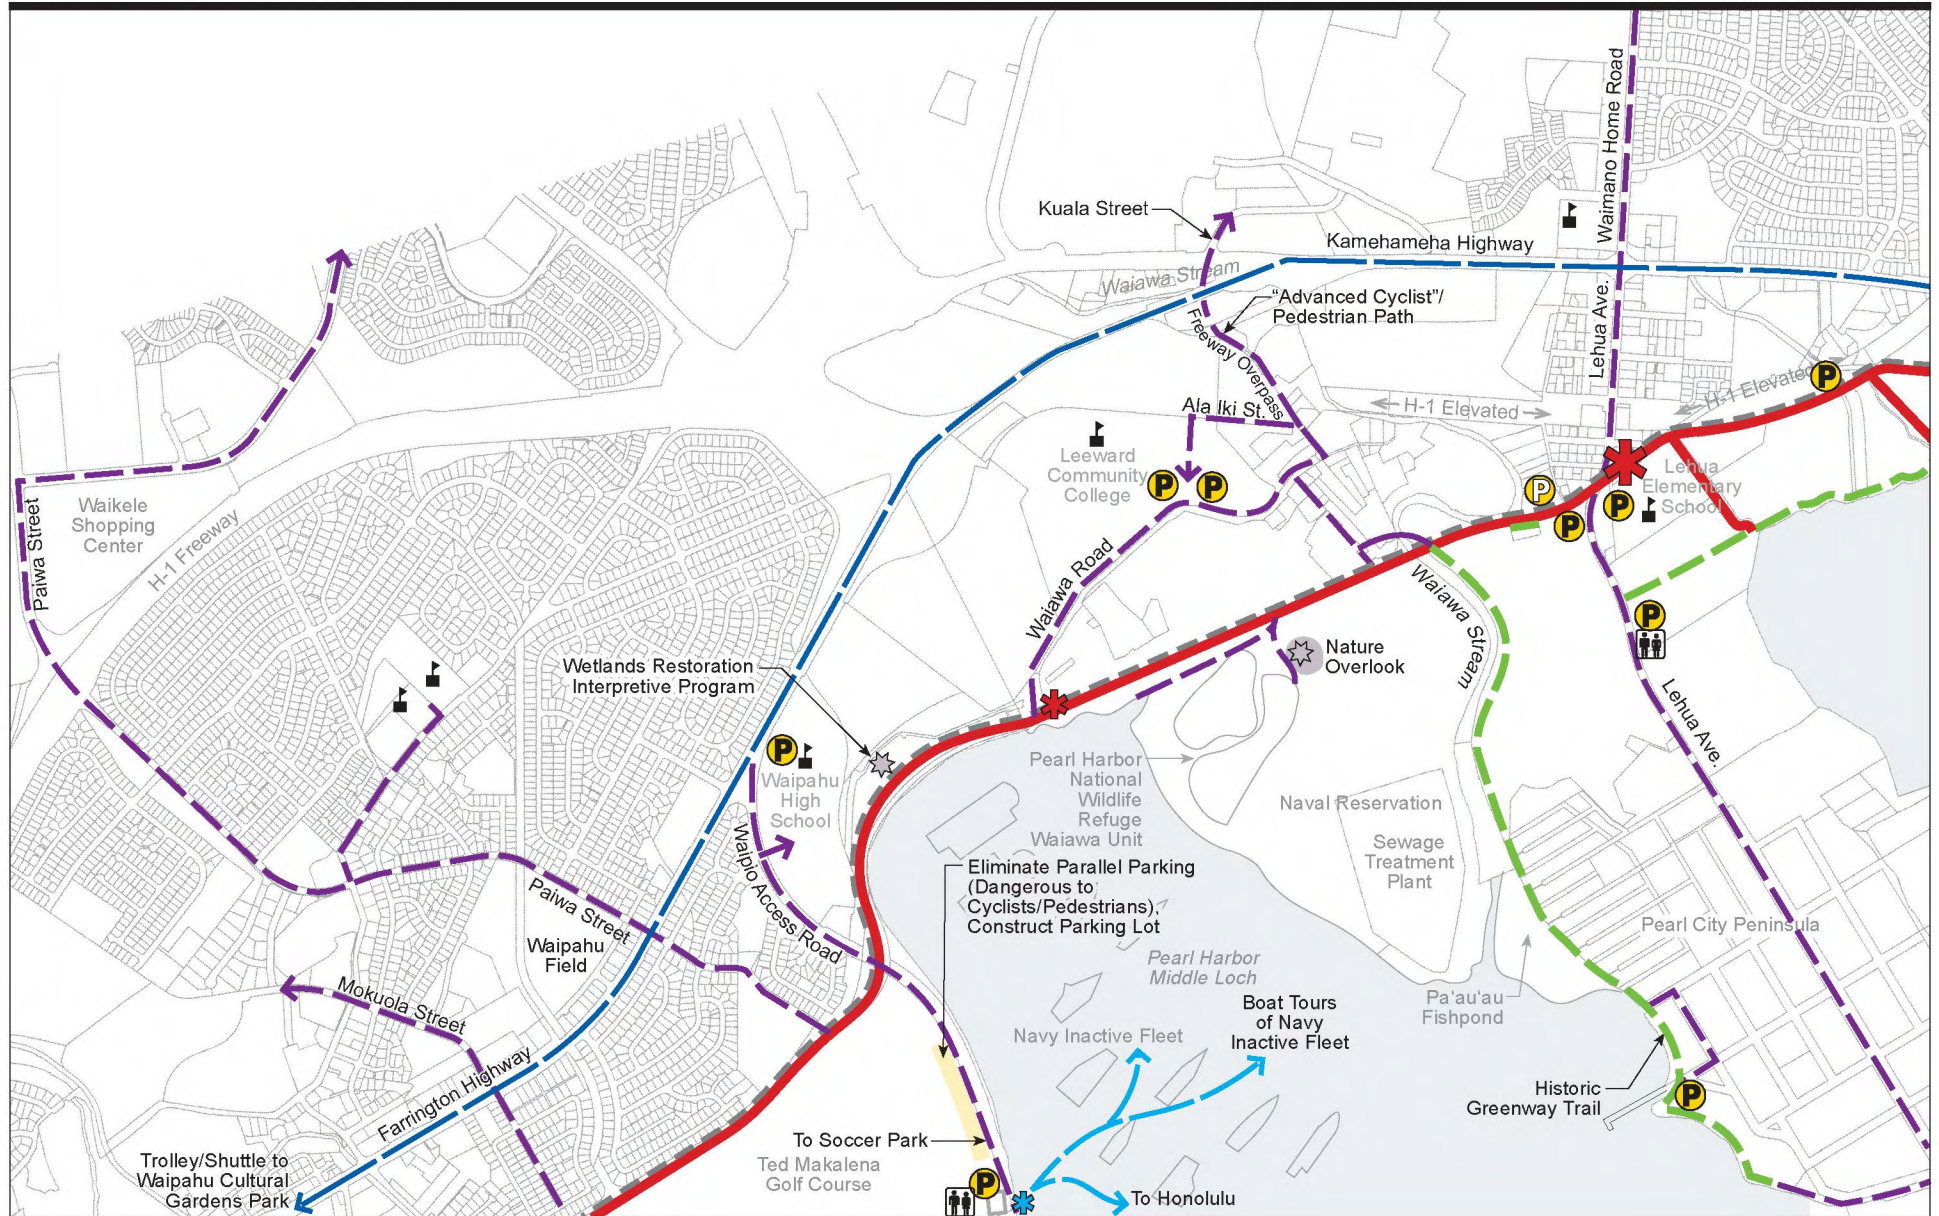 Waimano Home Road
Kuala Street
Kamehameha Highway
Waiawa Stream
"Advanced Cyclist"/
Pedestrian Path
Freeway Overpass
Lehua Ave.
H-1 Elevated
H-1 Elevated
P
Ala Iki St.
Leeward
Community
College
P
P
P
P
P
Lehua
Elementary
School
Waikele
Shopping
Center
H-1 Freeway
Paiwa Street
Waiawa Road
Waiawa Stream
P
Nature
Overlook
Wetlands Restoration
Interpretive Program
Lehua Ave.
P
Waipahu
High
School
Pearl Harbor
National
Wildlife
Refuge
Waiawa Unit
Naval Reservation
Sewage
Treatment
Plant
Waipio Access Road
Eliminate Parallel Parking
(Dangerous to
Cyclists/Pedestrians),
Construct Parking Lot
Paiwa Street
Waipahu
Field
Pearl City Peninsula
Pearl Harbor
Middle Loch
Mokuola Street
Pa'au'au
Fishpond
Boat Tours
of Navy
Inactive Fleet
Navy Inactive Fleet
Farrington Highway
Historic
Greenway Trail
P
To Soccer Park
Ted Makalena
Golf Course
P
Trolley/Shuttle to
Waipahu Cultural
Gardens Park
To Honolulu